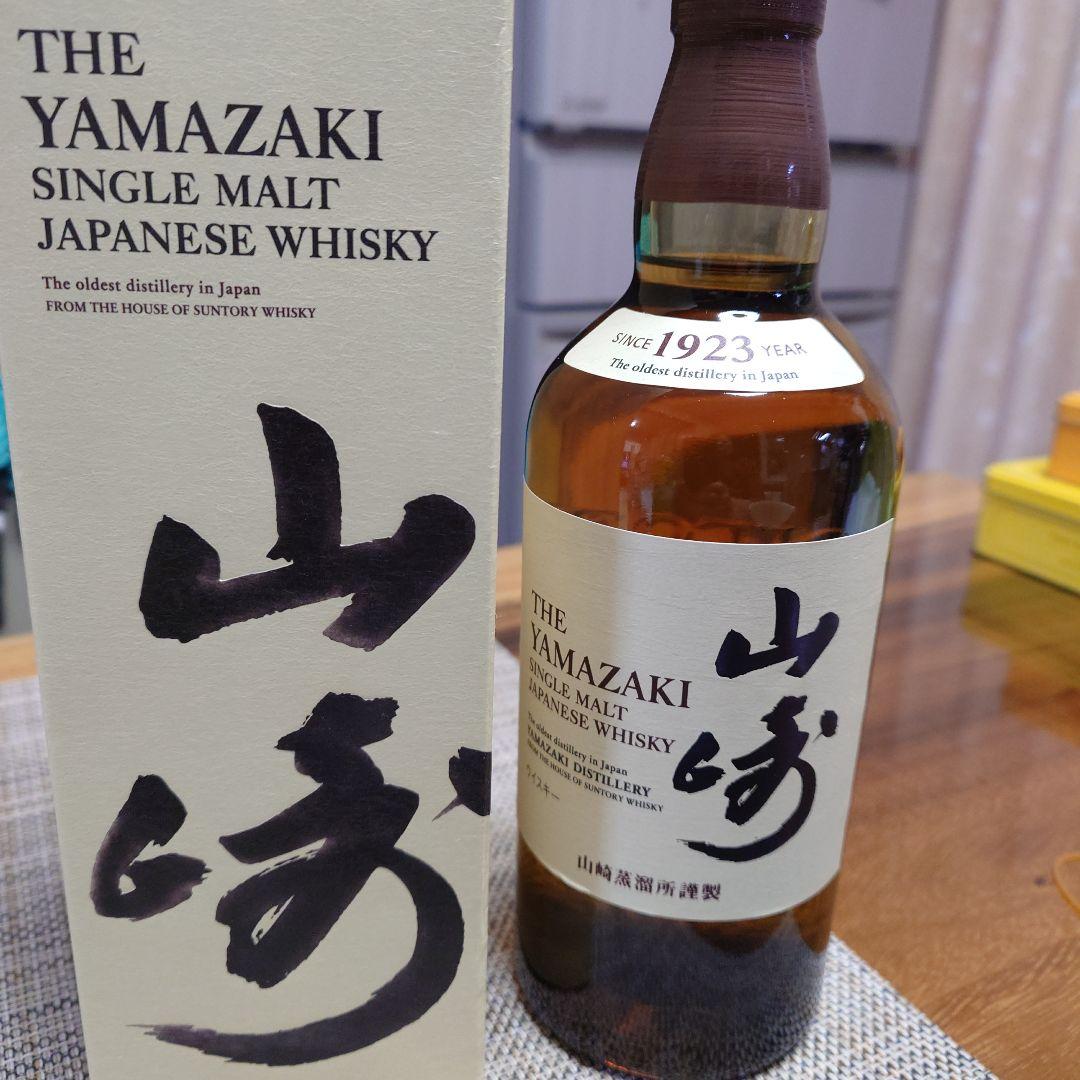 THE
YAMAZAKI
SINGLE MALT
JAPANESE WHISKY
The oldest distillery in Japan
FROM THE HOUSE OF SUNTORY WHISKY
山
崎
SINCE 1923 YEAR
The oldest distillery in Japan
THE
YAMAZAKI
SINGLE MALT
JAPANESE WHISKY
The oldest distillery in Japan
YAMAZAKI DISTILLERY
FROM THE HOUSE OF SUNTORY WHISKY
ウイスキー
山
崎
山崎蒸溜所謹製